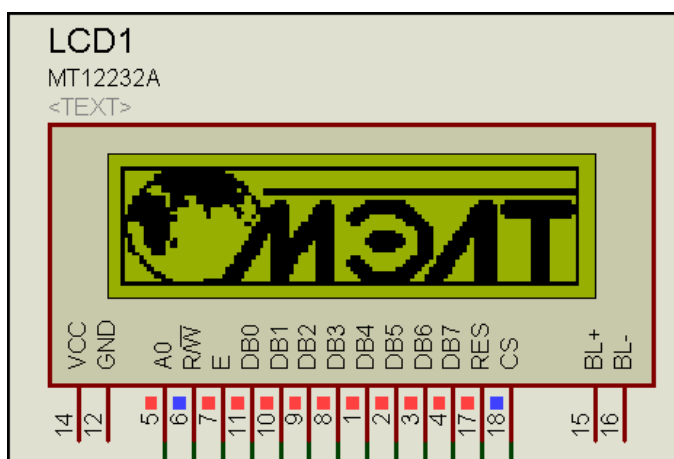 LCD1
MT12232A
<TEXT>
МЭЛТ
VCC GND A0 R/W E DB0 DB1 DB2 DB3 DB4 DB5 DB6 DB7 RES CS BL+ BL-
14 12 5 6 7 11 10 9 8 1 2 3 4 17 18 15 16